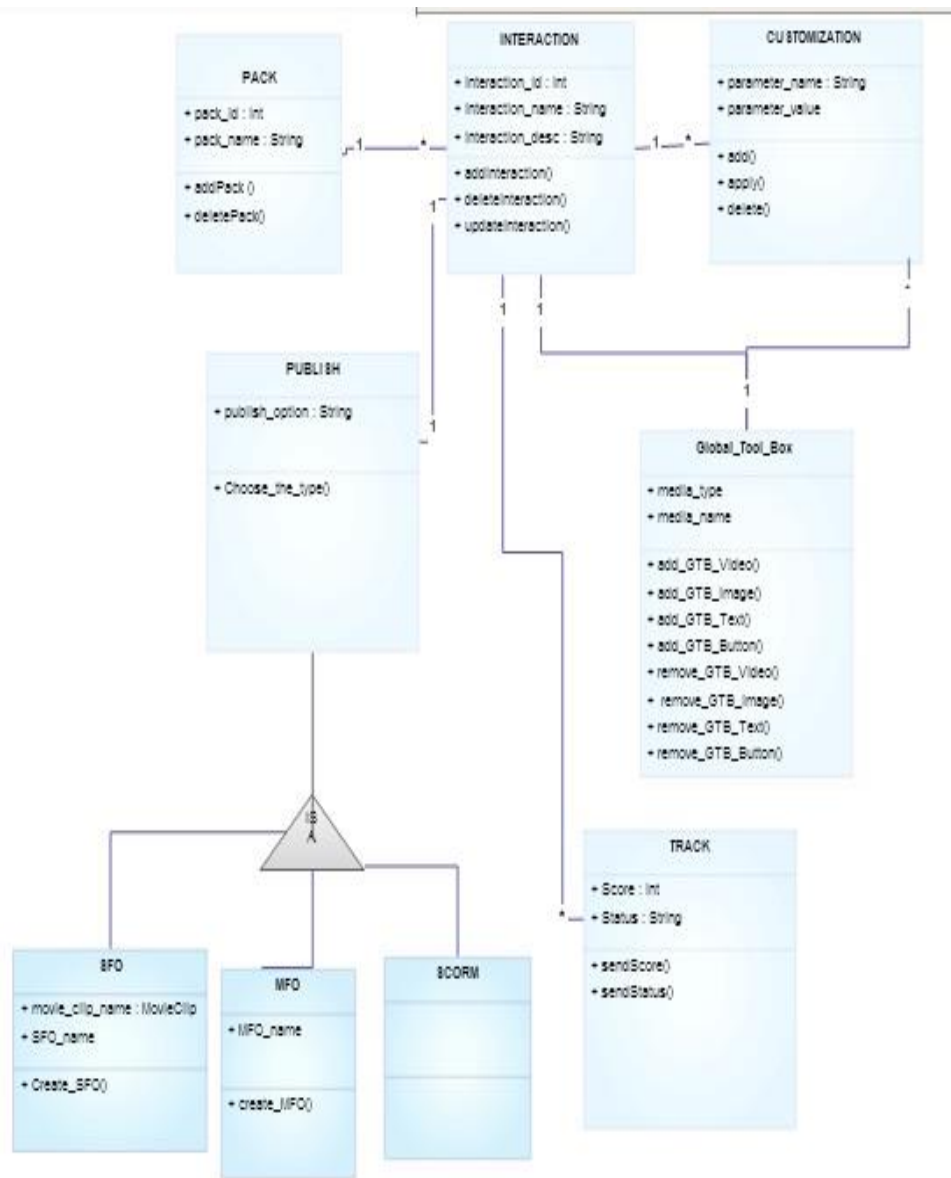 PACK
+ pack_id : Int
+ pack_name : String
+ addPack ()
+ deletePack()
1
*
INTERACTION
+ Interaction_id : Int
+ Interaction_name : String
+ Interaction_desc : String
+ addInteraction()
+ deleteInteraction()
+ updateInteraction()
1
*
CUSTOMIZATION
+ parameter_name : String
+ parameter_value
+ add()
+ apply()
+ delete()
1
1
1
1
*
1
PUBLISH
+ publish_option : String
+ Choose_the_type()
Global_Tool_Box
+ media_type
+ media_name
+ add_GTB_Video()
+ add_GTB_Image()
+ add_GTB_Text()
+ add_GTB_Button()
+ remove_GTB_Video()
+ remove_GTB_Image()
+ remove_GTB_Text()
+ remove_GTB_Button()
IS
A
TRACK
+ Score : Int
+ Status : String
+ sendScore()
+ sendStatus()
*
SFO
+ movie_clip_name : MovieClip
+ SFO_name
+ Create_SFO()
MFO
+ MFO_name
+ create_MFO()
SCORM